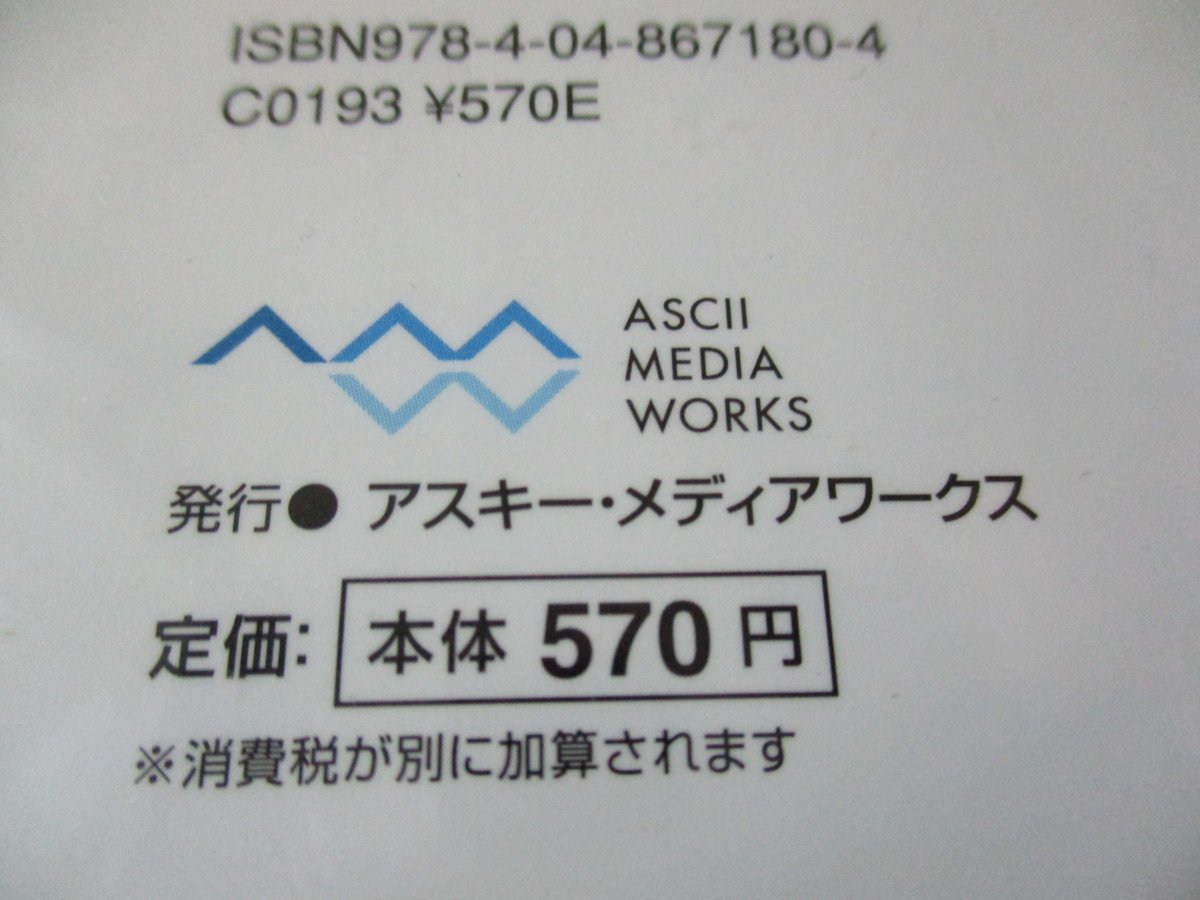 ISBN978-4-04-867180-4
C0193 ¥570E
ASCII
MEDIA
WORKS
発行●アスキー・メディアワークス
定価: 本体 570 円
※消費税が別に加算されます